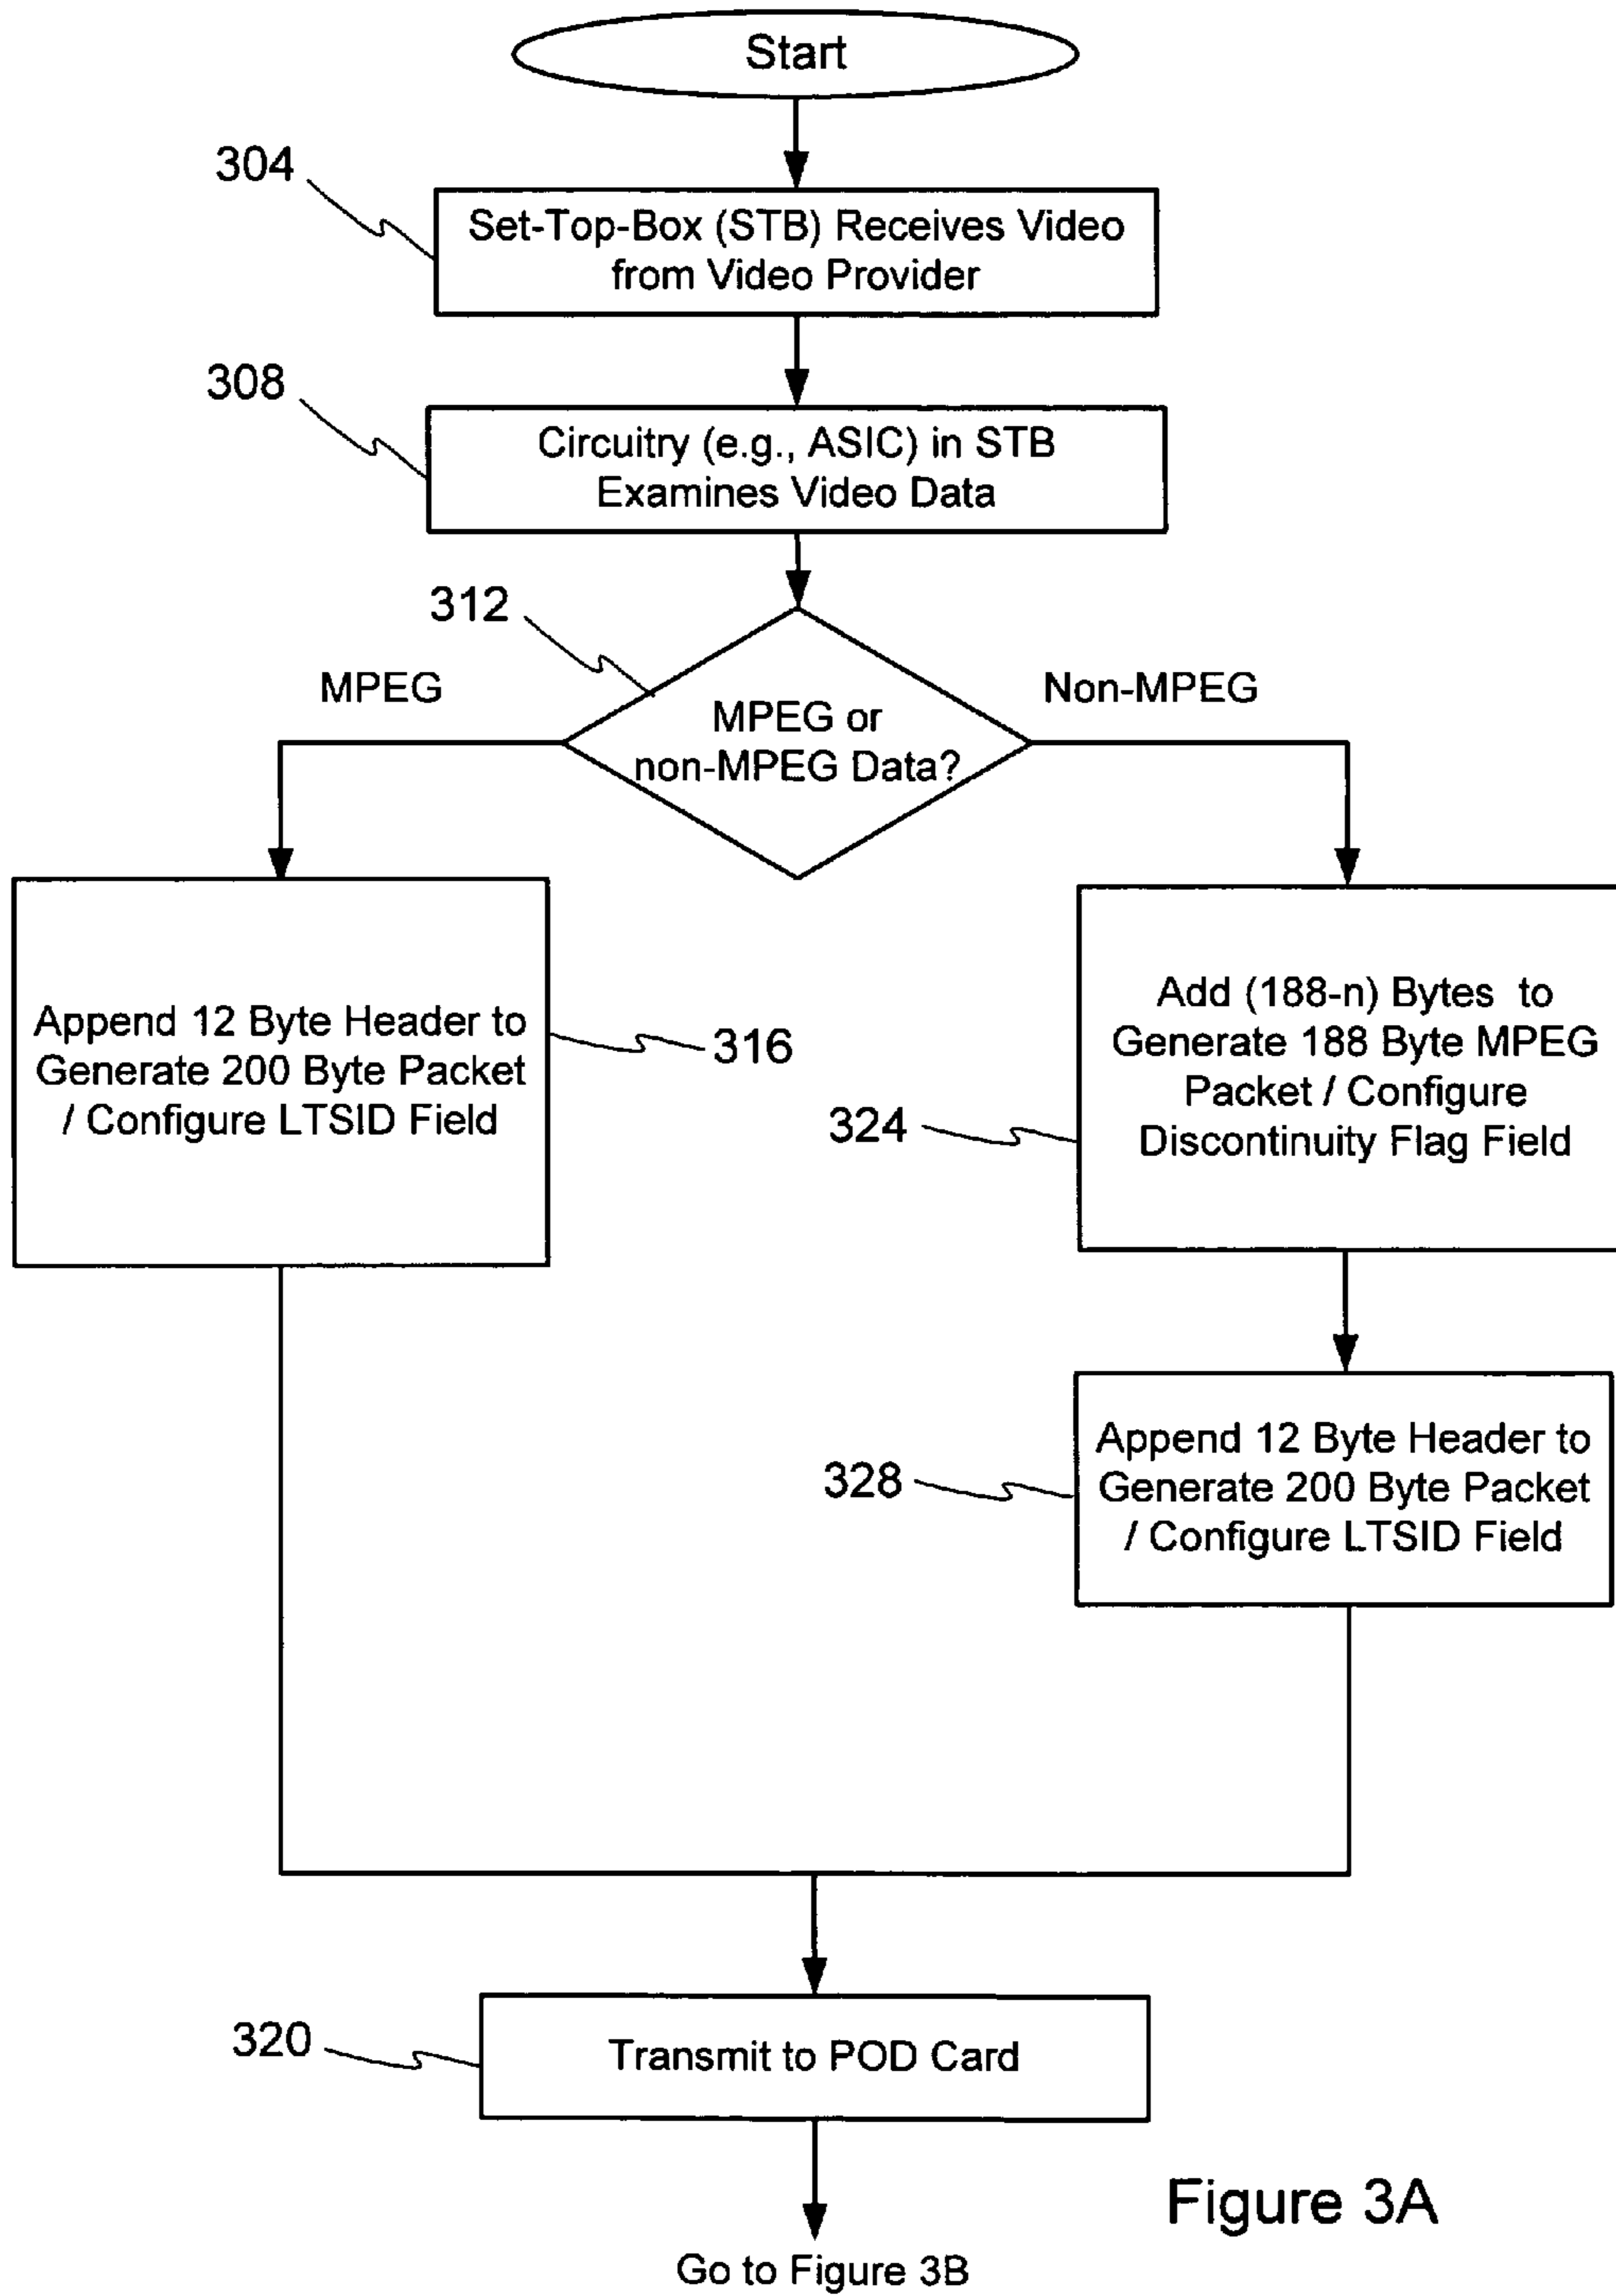 Start
304
Set-Top-Box (STB) Receives Video
from Video Provider
308
Circuitry (e.g., ASIC) in STB
Examines Video Data
312
MPEG
Non-MPEG
MPEG or
non-MPEG Data?
Append 12 Byte Header to
Generate 200 Byte Packet
/ Configure LTSID Field
316
Add (188-n) Bytes to
Generate 188 Byte MPEG
Packet / Configure
Discontinuity Flag Field
324
Append 12 Byte Header to
Generate 200 Byte Packet
/ Configure LTSID Field
328
320
Transmit to POD Card
Figure 3A
Go to Figure 3B